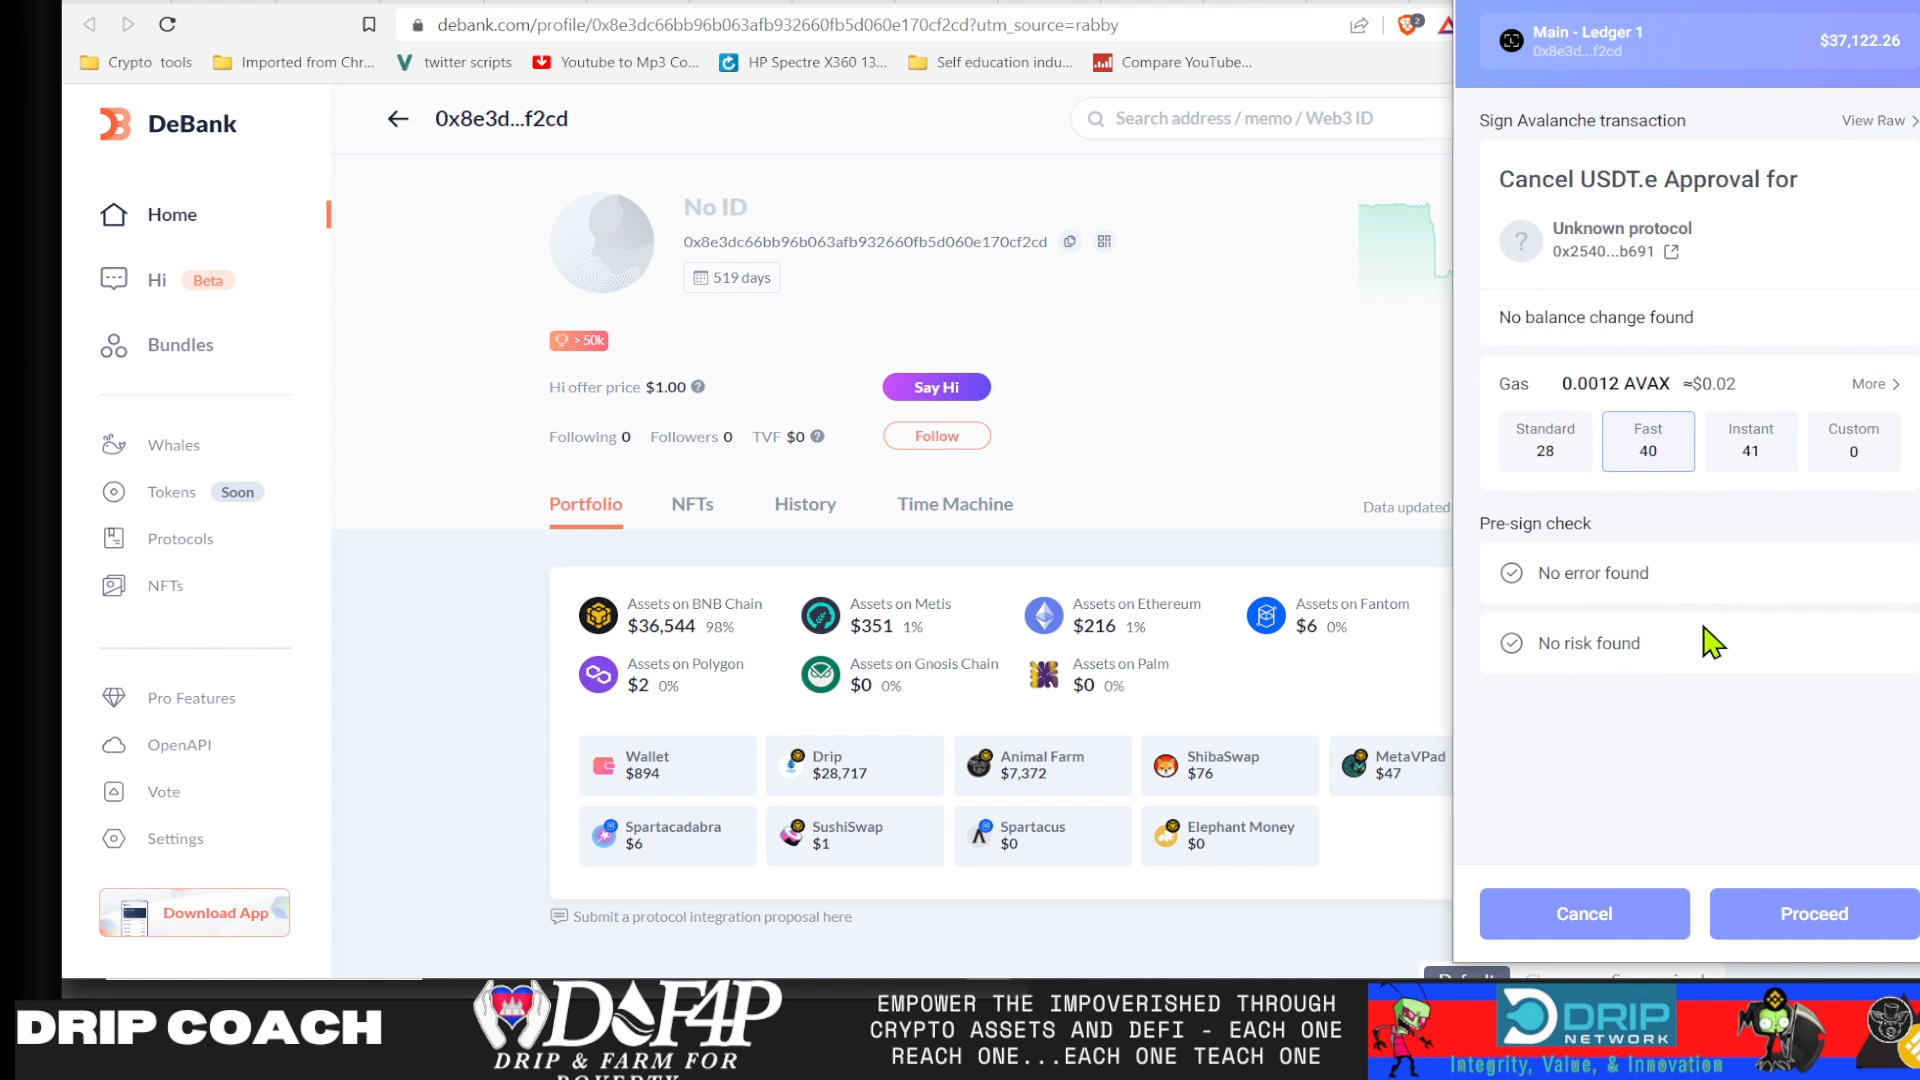 debank.com/profile/0x8e3dc66bb96b063afb932660fb5d060e170cf2cd?utm_source=rabby
2
Crypto tools
Imported from Chr...
twitter scripts
Youtube to Mp3 Co...
HP Spectre X360 13...
Self education indu...
Compare YouTube...
DeBank
Home
Hi Beta
Bundles
Whales
Tokens Soon
Protocols
NFTs
Pro Features
OpenAPI
Vote
Settings
Download App
0x8e3d...f2cd
Search address / memo / Web3 ID
No ID
0x8e3dc66bb96b063afb932660fb5d060e170cf2cd
519 days
> 50k
Hi offer price $1.00
Say Hi
Following 0 Followers 0 TVF $0
Follow
Portfolio NFTs History Time Machine
Data updated
Assets on BNB Chain
$36,544 98%
Assets on Metis
$351 1%
Assets on Ethereum
$216 1%
Assets on Fantom
$6 0%
Assets on Polygon
$2 0%
Assets on Gnosis Chain
$0 0%
Assets on Palm
$0 0%
Wallet
$894
Drip
$28,717
Animal Farm
$7,372
ShibaSwap
$76
MetaVPad
$47
Spartacadabra
$6
SushiSwap
$1
Spartacus
$0
Elephant Money
$0
Submit a protocol integration proposal here
Main - Ledger 1
0x8e3d...f2cd
$37,122.26
Sign Avalanche transaction
View Raw >
Cancel USDT.e Approval for
?
Unknown protocol
0x2540...b691
No balance change found
Gas 0.0012 AVAX ≈$0.02
More >
Standard
28
Fast
40
Instant
41
Custom
0
Pre-sign check
No error found
No risk found
Cancel
Proceed
DRIP COACH
DAF4P
DRIP & FARM FOR
POVERTY
EMPOWER THE IMPOVERISHED THROUGH
CRYPTO ASSETS AND DEFI - EACH ONE
REACH ONE...EACH ONE TEACH ONE
DRIP
NETWORK
Integrity, Value, & Innovation